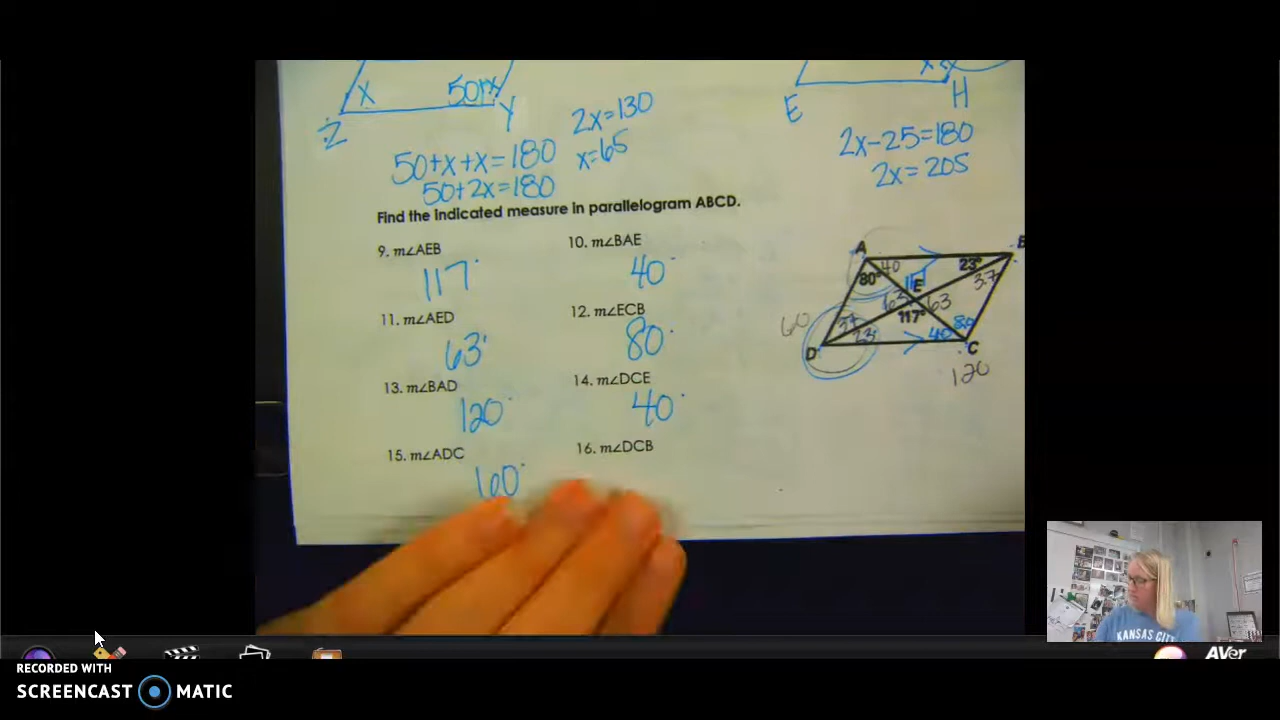 X
50+x
Z
Y
2x=130
x=65
50+x+x=180
50+2x=180
E
H
2x-25=180
2x=205
Find the indicated measure in parallelogram ABCD.
9. m∠AEB
117°
10. m∠BAE
40°
11. m∠AED
63°
12. m∠ECB
80°
13. m∠BAD
120°
14. m∠DCE
40°
15. m∠ADC
60°
16. m∠DCB
A
40
80°
23°
B
117
E
37
63
63
117°
60
37
23
40
80
D
C
120
KANSAS CITY
RECORDED WITH
SCREENCAST MATIC
AVer